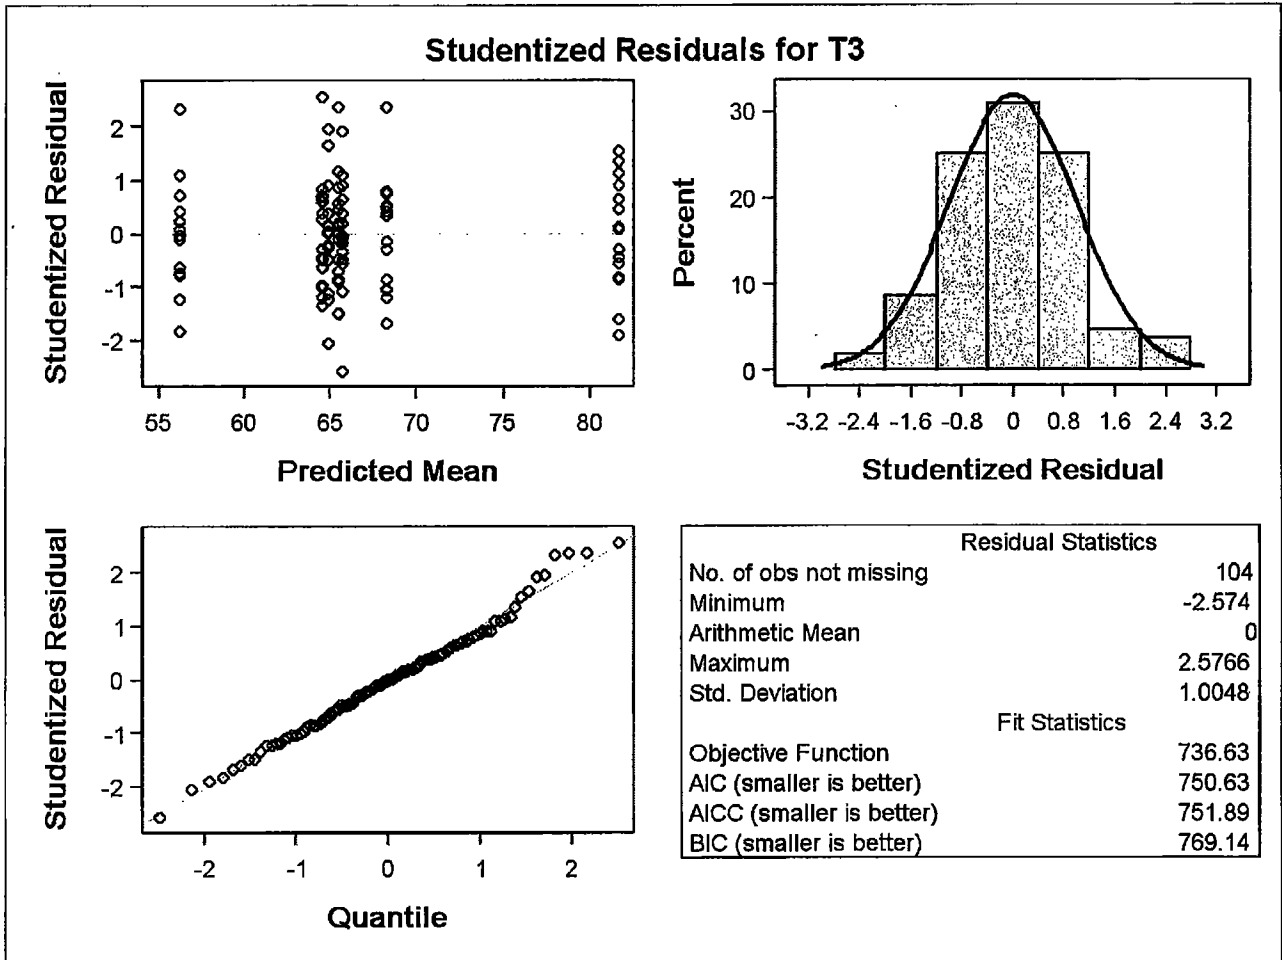 Studentized Residuals for T3
Studentized Residual
2
1
0
-1
-2
55 60 65 70 75 80
Predicted Mean
Percent
30
20
10
0
-3.2 -2.4 -1.6 -0.8 0 0.8 1.6 2.4 3.2
Studentized Residual
Studentized Residual
2
1
0
-1
-2
-2 -1 0 1 2
Quantile
Residual Statistics
No. of obs not missing 104
Minimum -2.574
Arithmetic Mean 0
Maximum 2.5766
Std. Deviation 1.0048
Fit Statistics
Objective Function 736.63
AIC (smaller is better) 750.63
AICC (smaller is better) 751.89
BIC (smaller is better) 769.14